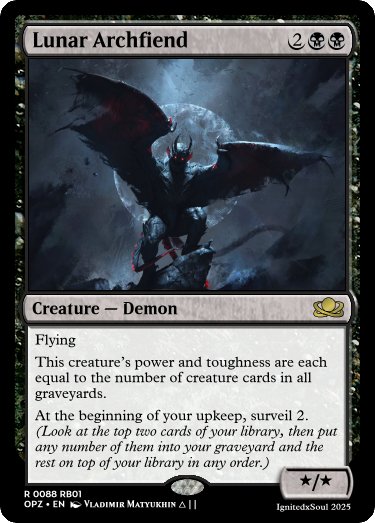 Lunar Archfiend 2
Creature — Demon
Flying
This creature's power and toughness are each
equal to the number of creature cards in all
graveyards.
At the beginning of your upkeep, surveil 2.
(Look at the top two cards of your library, then put
any number of them into your graveyard and the
rest on top of your library in any order.)
★/★
R 0088 RB01
OPZ • EN Vladimir Matyukhin △ | |
IgnitedxSoul 2025